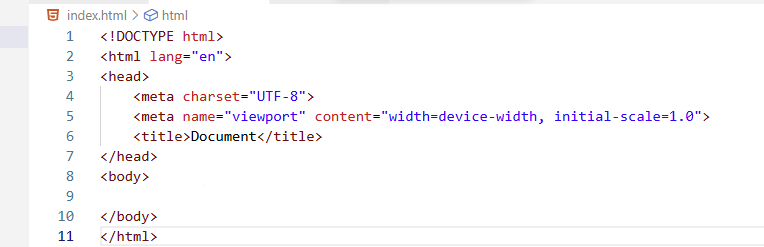 index.html > html
1 <!DOCTYPE html>
2 <html lang="en">
3 <head>
4     <meta charset="UTF-8">
5     <meta name="viewport" content="width=device-width, initial-scale=1.0">
6     <title>Document</title>
7 </head>
8 <body>
9
10 </body>
11 </html>